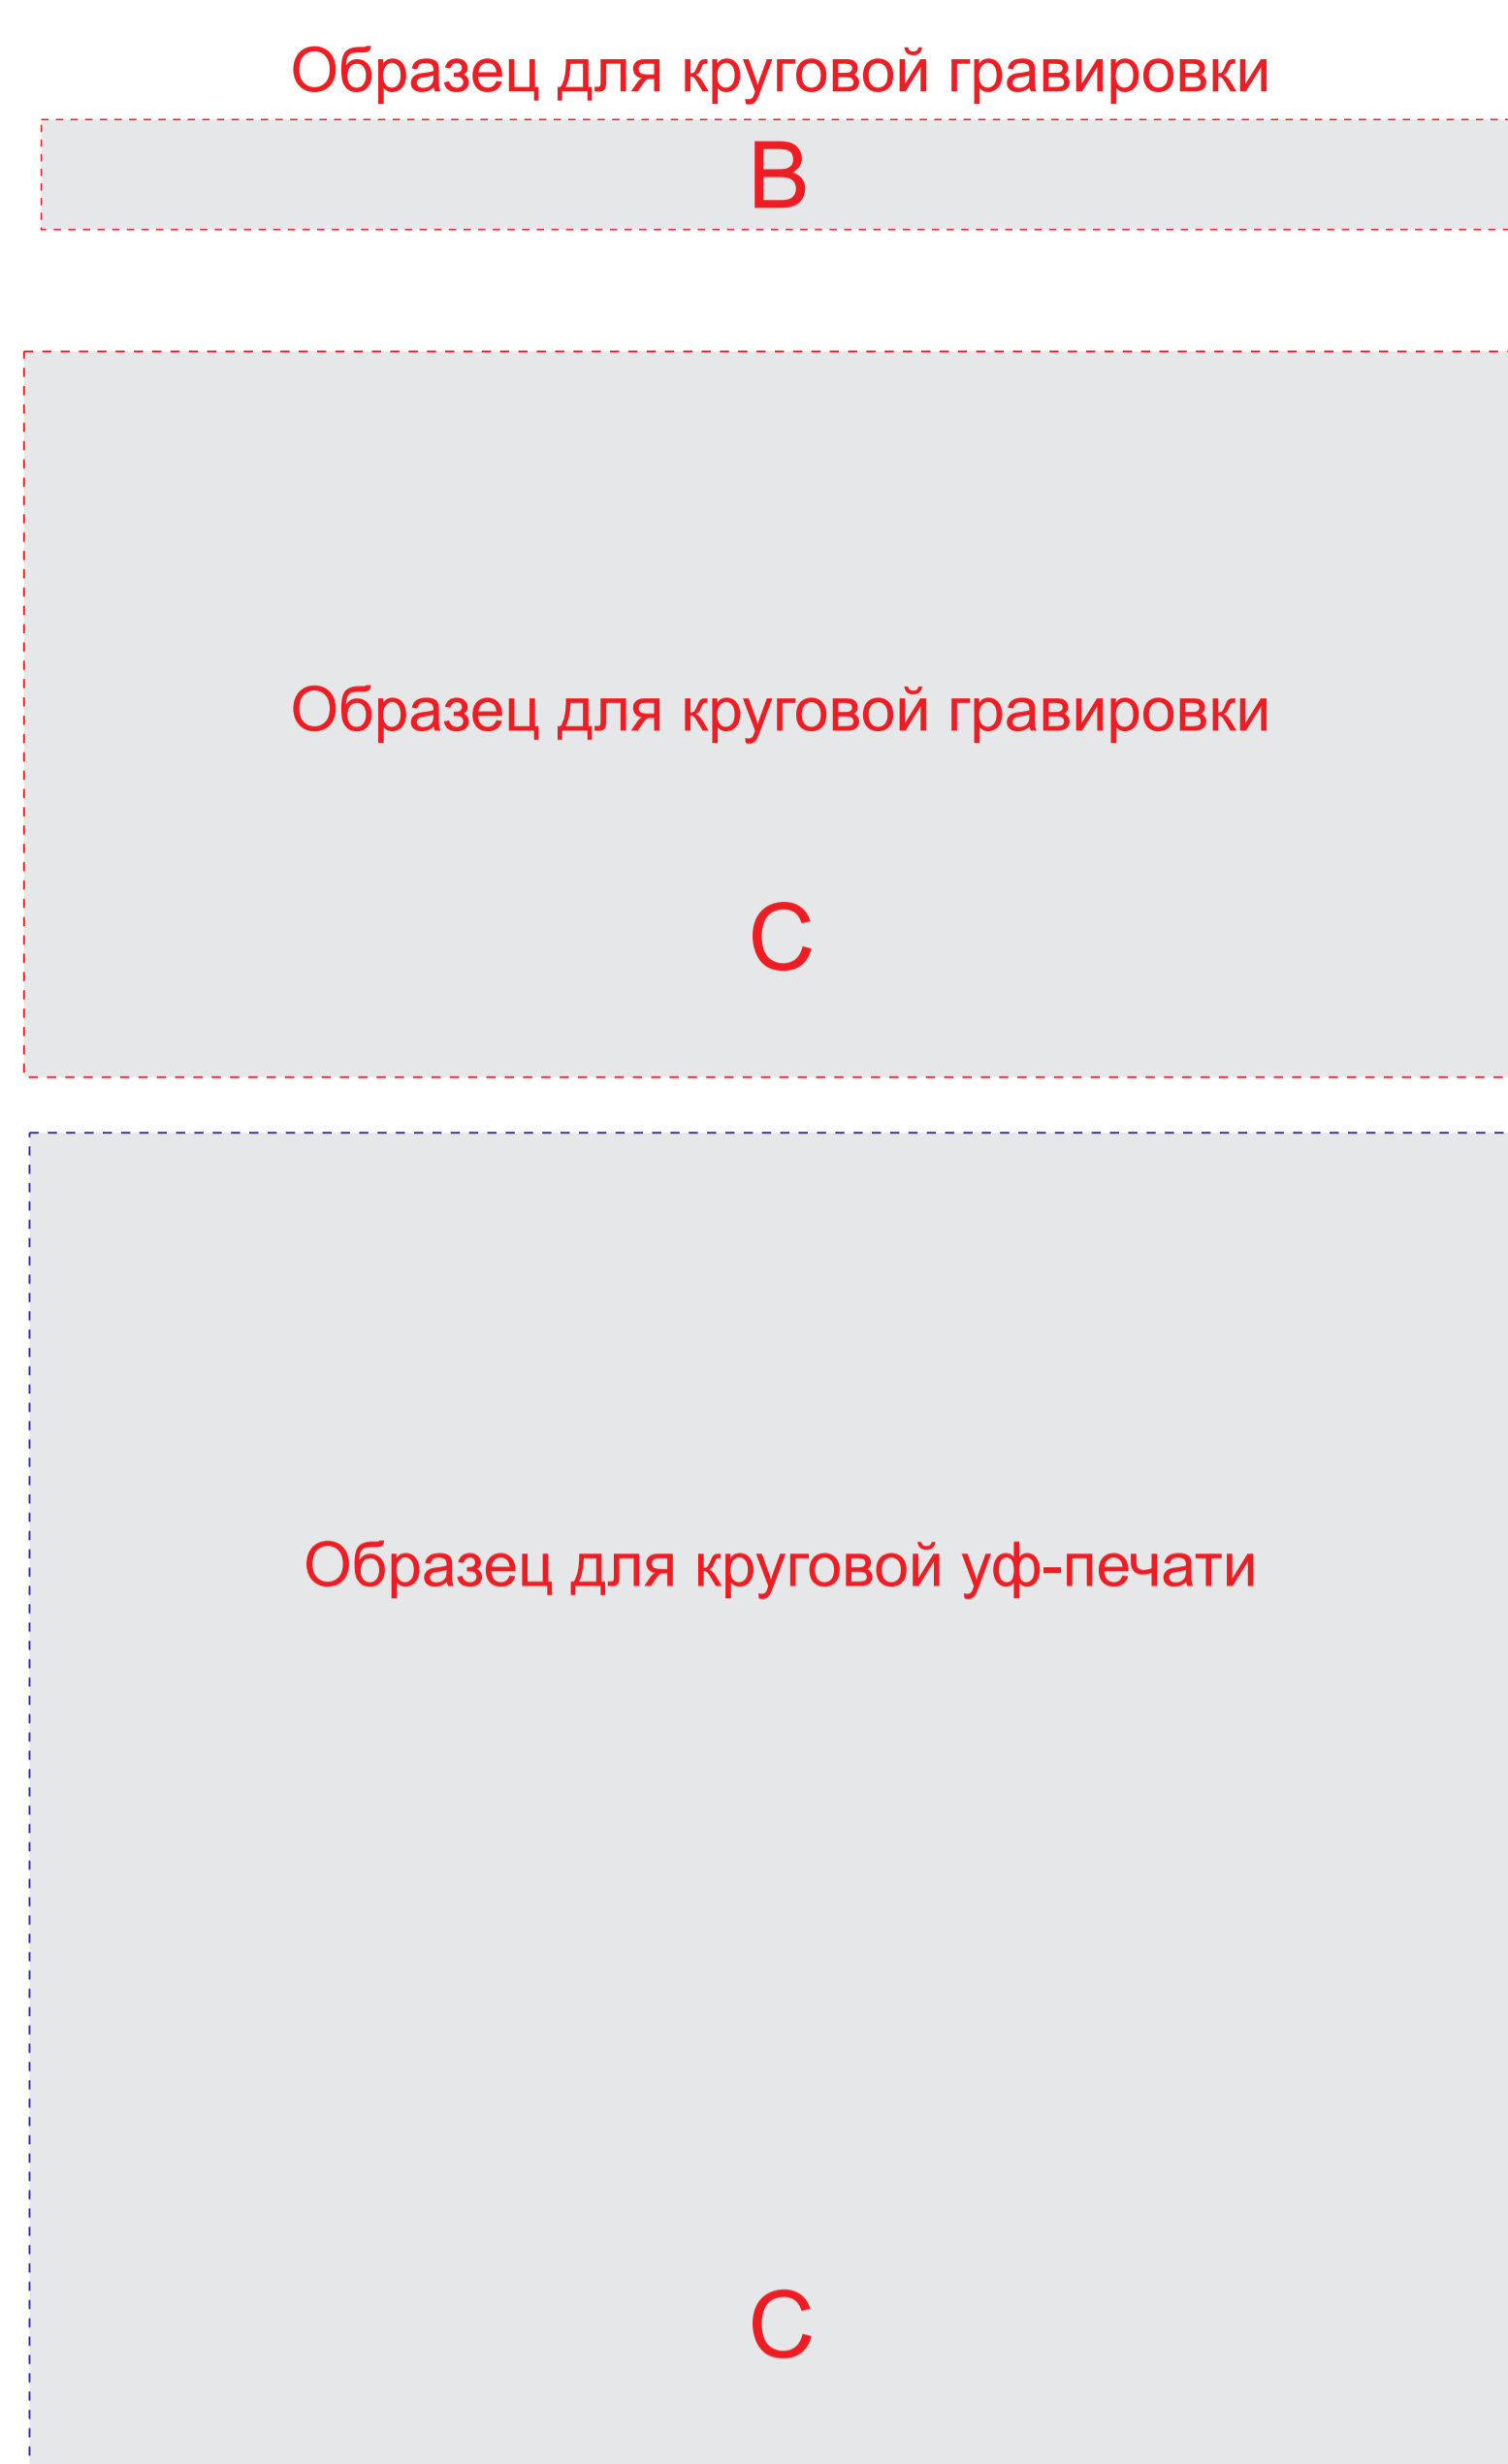 Образец для круговой гравировки
B
Образец для круговой гравировки
C
Образец для круговой уф-печати
C